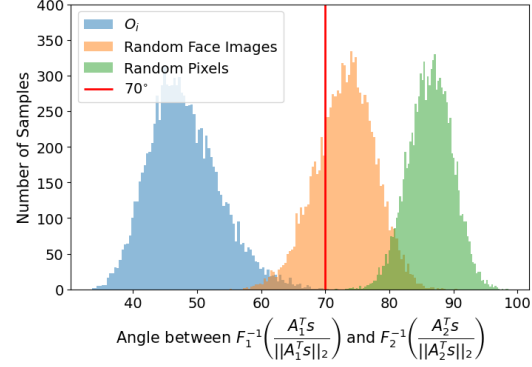 400
350
300
250
200
150
100
50
0
Number of Samples
O_i
Random Face Images
Random Pixels
70°
40 50 60 70 80 90 100
Angle between F_1^{-1}(A_1^T s / ||A_1^T s||_2) and F_2^{-1}(A_2^T s / ||A_2^T s||_2)